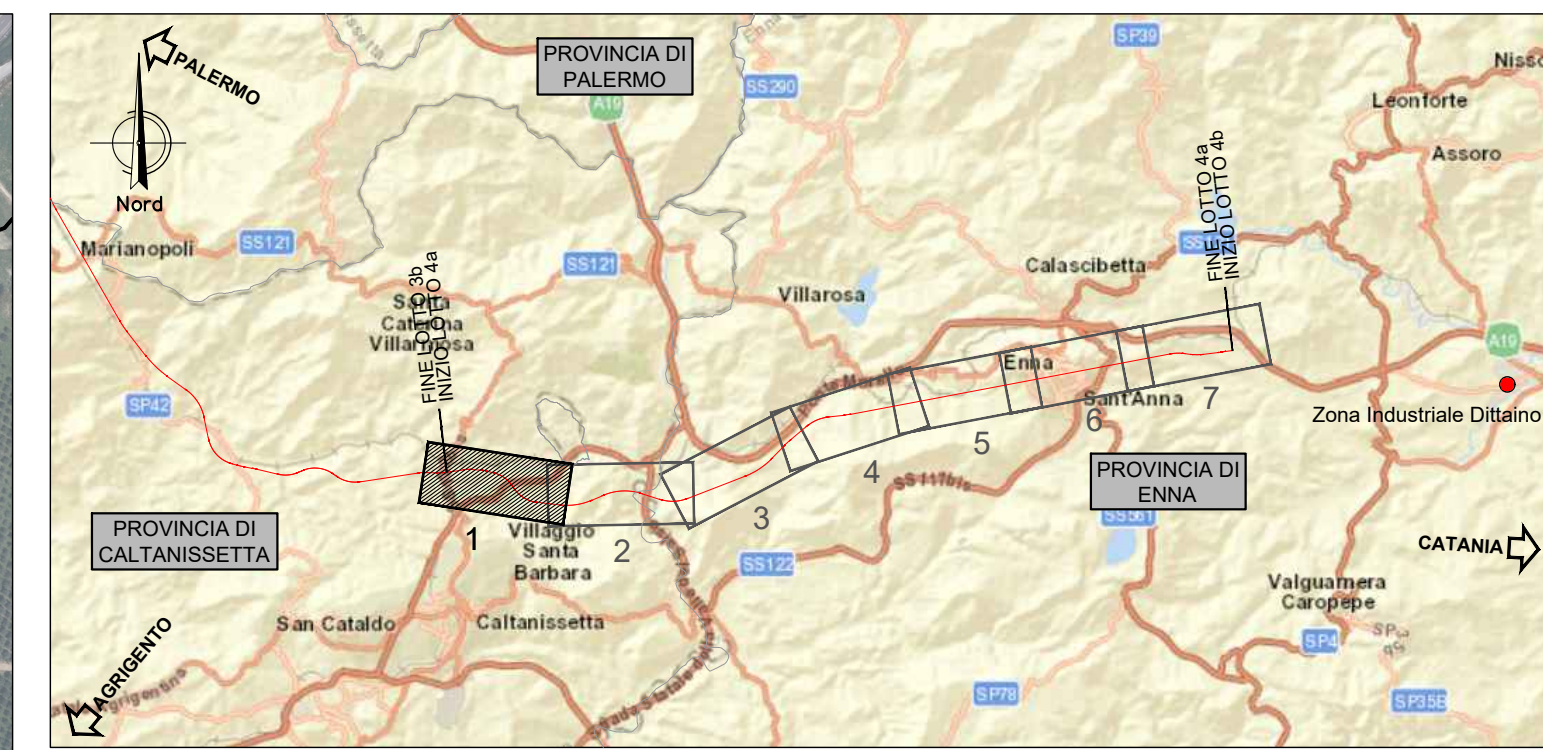 PALERMO
Nord
PROVINCIA DI
PALERMO
A19
SS290
SP39
Leonforte
Assoro
Marianopoli
SS121
SS121
Santa
Caterina
Villarmosa
FINE LOTTO 3b
INIZIO LOTTO 4a
Villarosa
Calascibetta
FINE LOTTO 4a
INIZIO LOTTO 4b
A19
SP42
Enna
Sant'Anna
Zona Industriale Dittaino
1
2
3
4
5
6
7
PROVINCIA DI
CALTANISSETTA
Villaggio
Santa
Barbara
SS117bis
PROVINCIA DI
ENNA
SS561
SS122
CATANIA
Valguarnera
Caropepe
San Cataldo
Caltanissetta
SP4
AGRIGENTO
SP78
SP35B